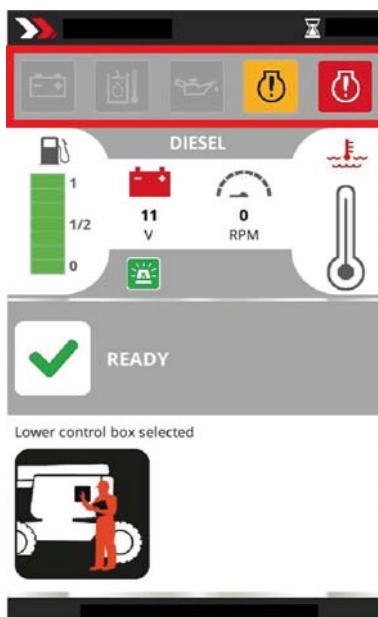 DIESEL
1
1/2
0
11
V
0
RPM
READY
Lower control box selected